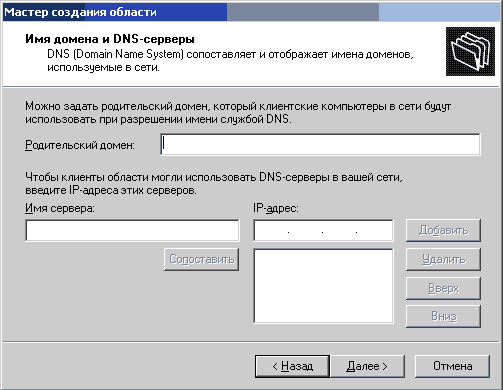 Мастер создания области
Имя домена и DNS-серверы
DNS (Domain Name System) сопоставляет и отображает имена доменов,
используемые в сети.
Можно задать родительский домен, который клиентские компьютеры в сети будут
использовать при разрешении имени службой DNS.
Родительский домен:
Чтобы клиенты области могли использовать DNS-серверы в вашей сети,
введите IP-адреса этих серверов.
Имя сервера:
IP-адрес:
. . .
Добавить
Сопоставить
Удалить
Вверх
Вниз
< Назад
Далее >
Отмена